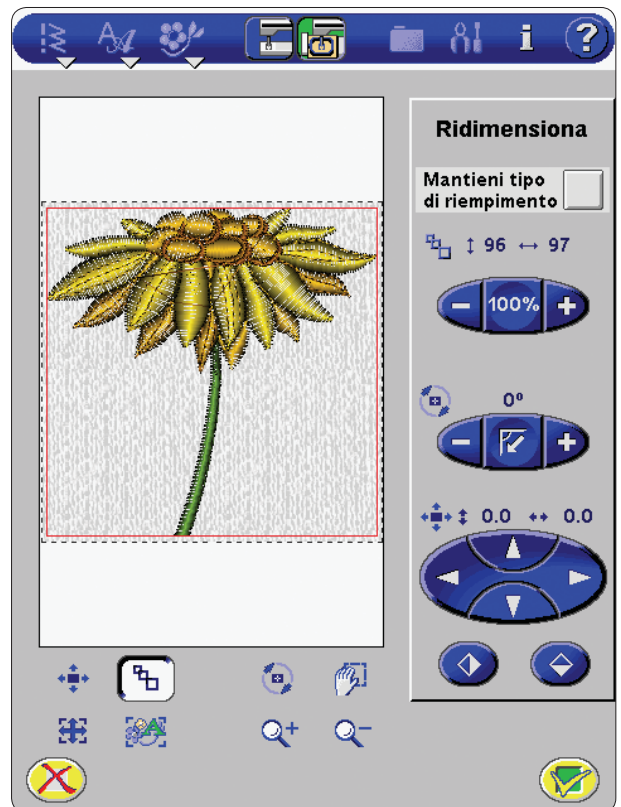 i ?
Ridimensiona
Mantieni tipo
di riempimento
↕ 96 ↔ 97
- 100% +
0°
- +
↕ 0.0 ↔ 0.0
A
+ -